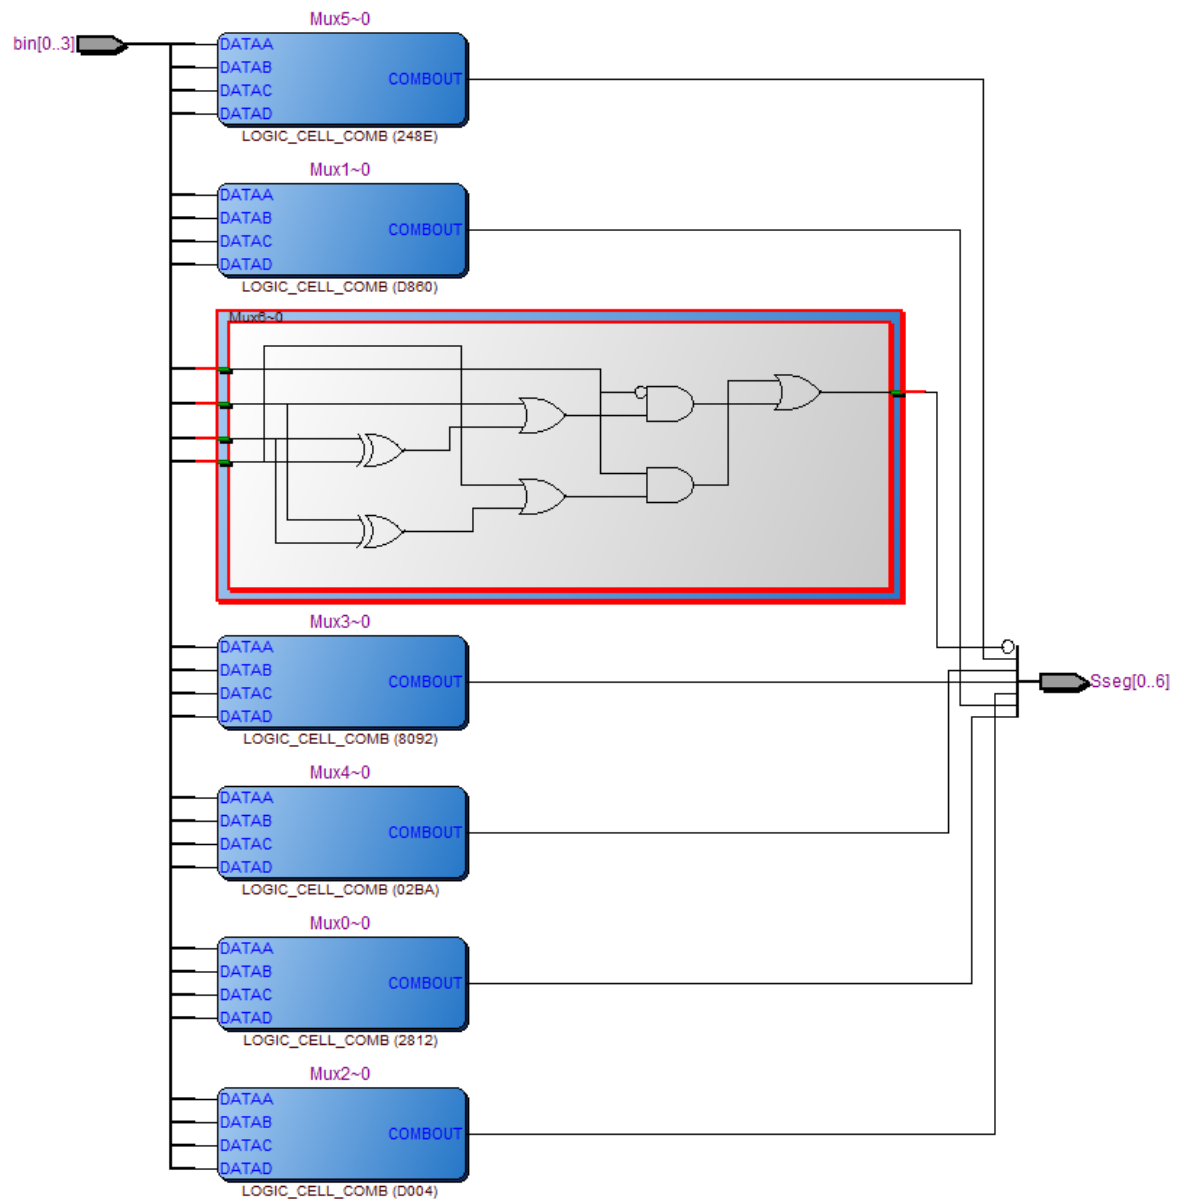 Mux5~0
bin[0..3]
DATAA
DATAB
COMBOUT
DATAC
DATAD
LOGIC_CELL_COMB (248E)
Mux1~0
DATAA
DATAB
COMBOUT
DATAC
DATAD
LOGIC_CELL_COMB (D860)
Mux6~0
Mux3~0
DATAA
DATAB
COMBOUT
DATAC
DATAD
LOGIC_CELL_COMB (8092)
Sseg[0..6]
Mux4~0
DATAA
DATAB
COMBOUT
DATAC
DATAD
LOGIC_CELL_COMB (02BA)
Mux0~0
DATAA
DATAB
COMBOUT
DATAC
DATAD
LOGIC_CELL_COMB (2812)
Mux2~0
DATAA
DATAB
COMBOUT
DATAC
DATAD
LOGIC_CELL_COMB (D004)